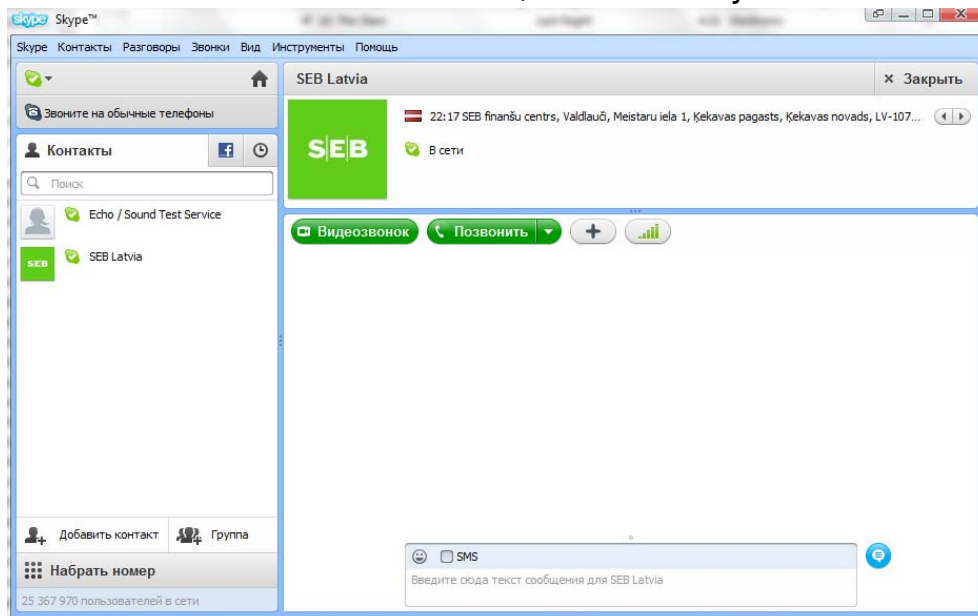 skype Skype™
Skype Контакты Разговоры Звонки Вид Инструменты Помощь
SEB Latvia
× Закрыть
Звоните на обычные телефоны
22:17 SEB finanšu centrs, Valdlauči, Meistaru iela 1, Ķekavas pagasts, Ķekavas novads, LV-107...
S|E|B
В сети
Контакты
Поиск
Echo / Sound Test Service
SEB
SEB Latvia
Видеозвонок
Позвонить
Добавить контакт
Группа
Набрать номер
25 367 970 пользователей в сети
SMS
Введите сюда текст сообщения для SEB Latvia